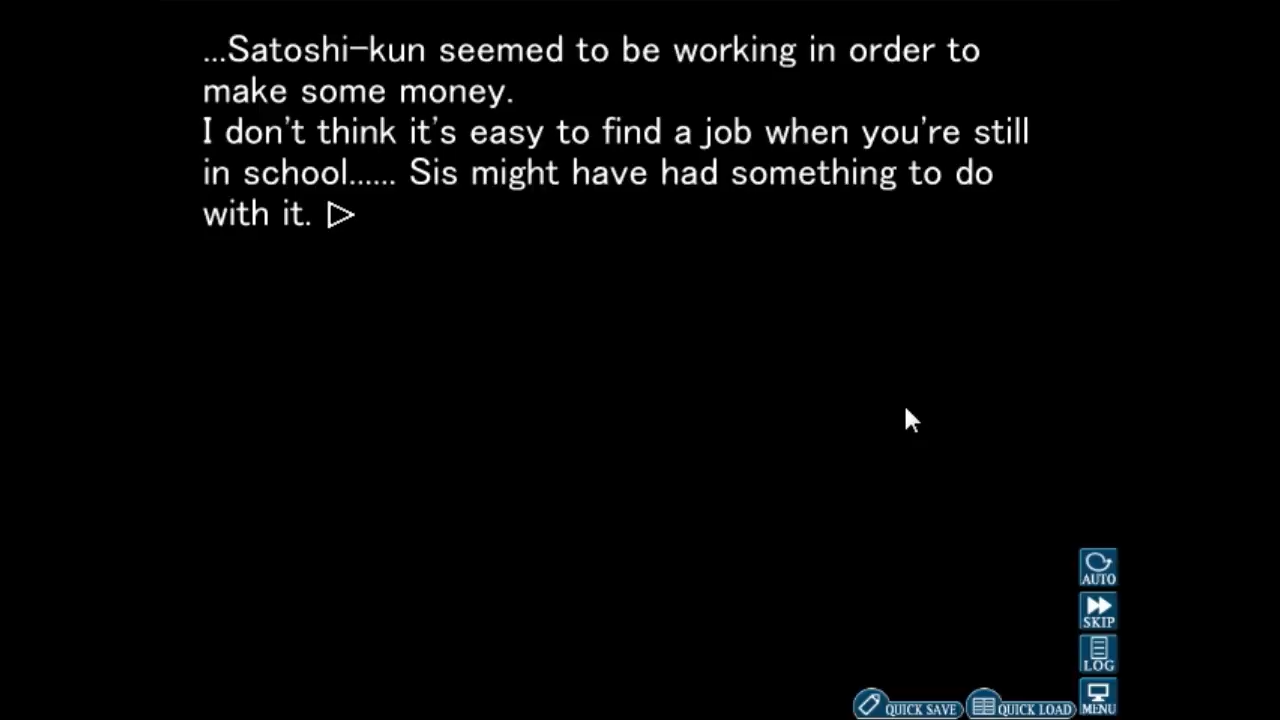 ...Satoshi-kun seemed to be working in order to
make some money.
I don't think it's easy to find a job when you're still
in school...... Sis might have had something to do
with it.
AUTO
SKIP
LOG
MENU
QUICK SAVE
QUICK LOAD